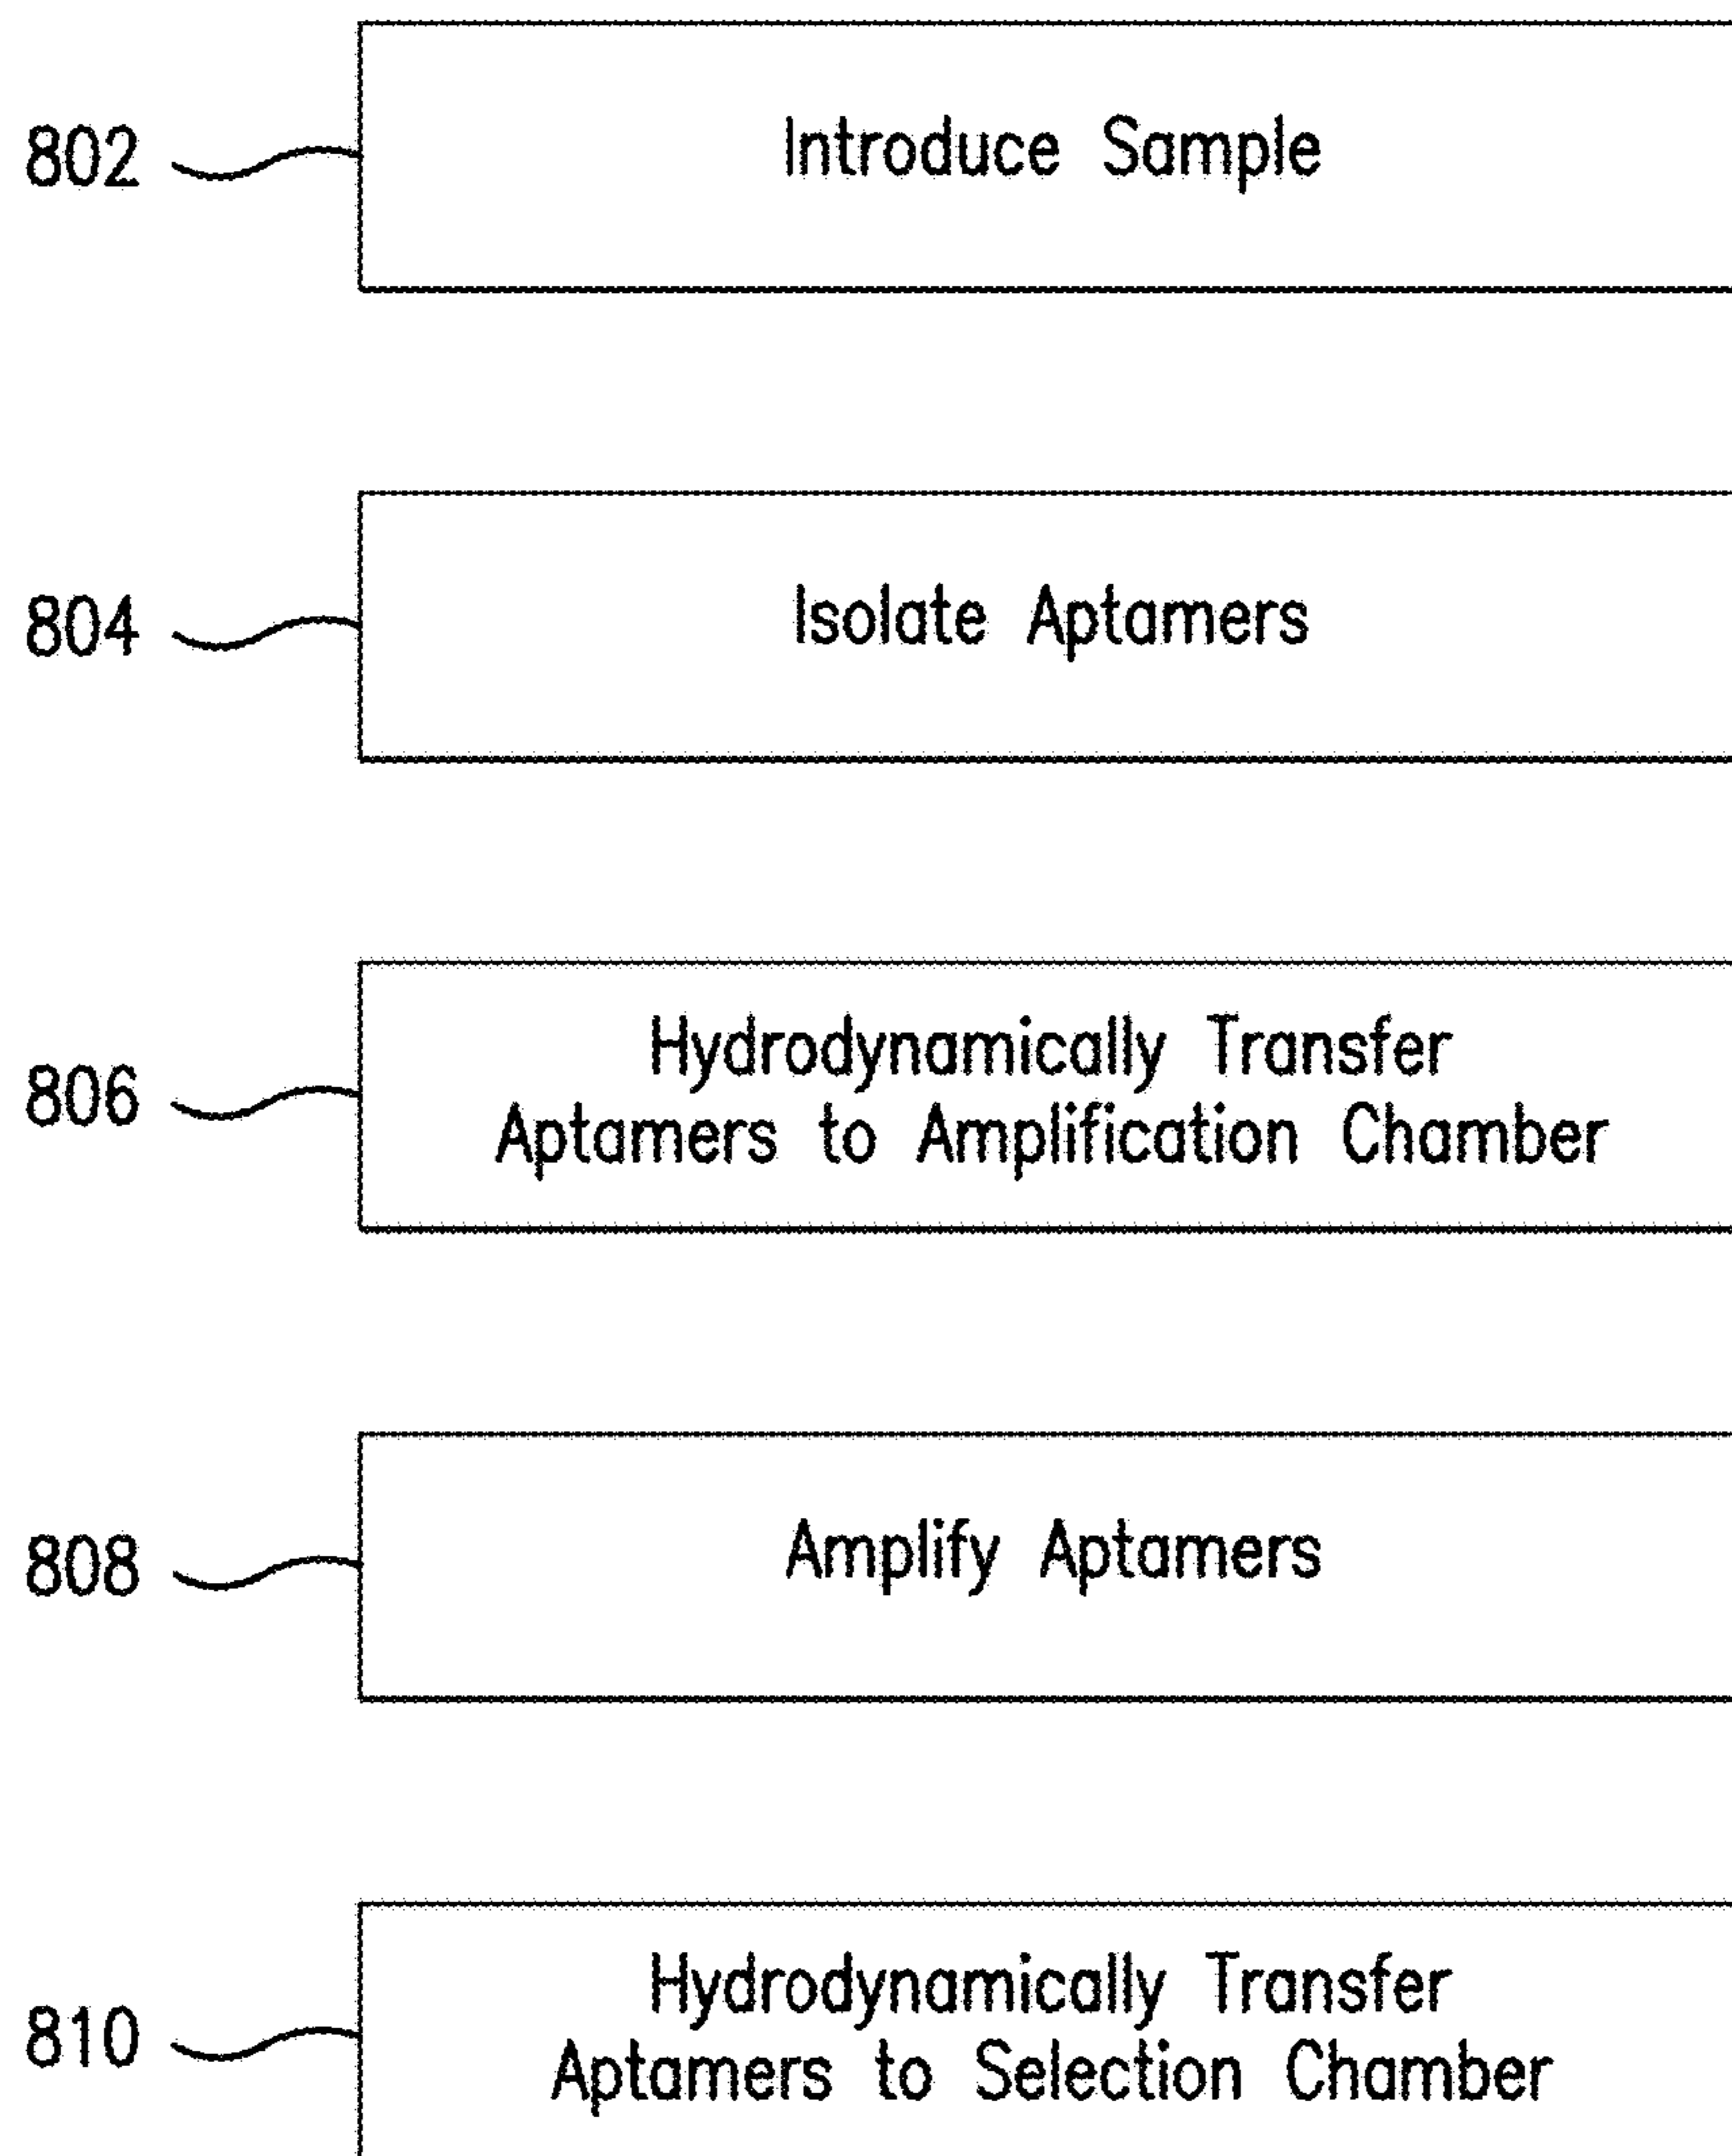 802
Introduce Sample
804
Isolate Aptamers
806
Hydrodynamically Transfer
Aptamers to Amplification Chamber
808
Amplify Aptamers
810
Hydrodynamically Transfer
Aptamers to Selection Chamber